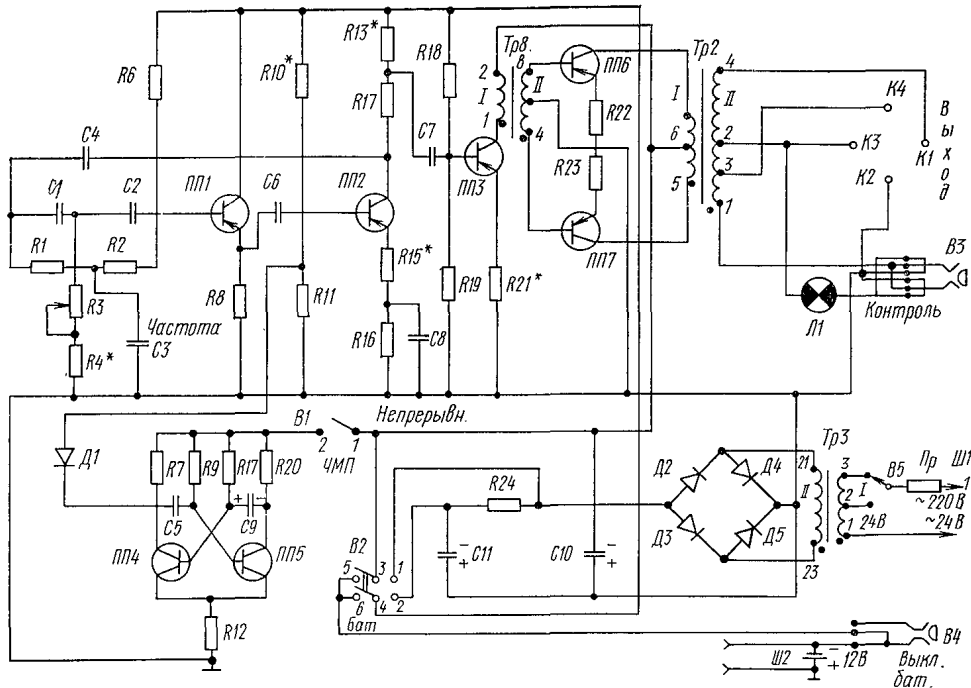 R13*
R18
Тр8.
ПП6
Тр2
R6
R10*
2
8
4
I
II
I
II
К4
R17
R22
6
2
К3
К1
Выход
C4
C7
1
4
ПП3
R23
5
3
К2
C1
C2
ПП1
C6
ПП2
1
ПП7
R1
R2
R15*
В3
R3
R8
R11
R19
R21*
Л1
Контроль
Частота
C3
R16
C8
R4*
Непрерывн.
В1
2
1
ЧМП
Тр3
Д1
R7
R9
R17
R20
Д2
Д4
21
3
В5
Пр
Ш1
1
R24
II
2
I
~220В
C5
+
C9
−
1
24В
~24В
Д3
Д5
ПП4
ПП5
В2
−
C11
+
C10
−
+
23
5
3
1
6
4
2
бат
R12
В4
Ш2
−
+
12В
Выкл.
бат.